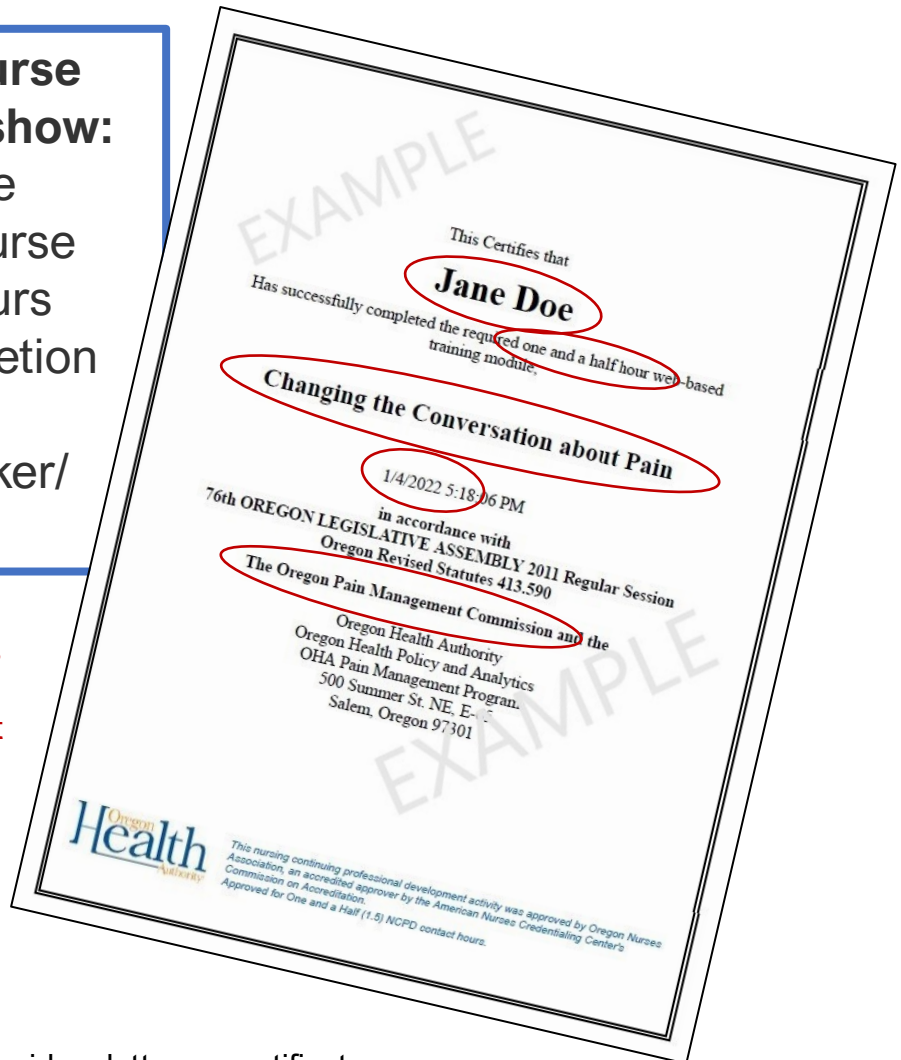 urse
show:
e
urse
urs
etion
ker/
EXAMPLE
This Certifies that
Jane Doe
Has successfully completed the required one and a half hour web-based
training module,
Changing the Conversation about Pain
1/4/2022 5:18:06 PM
in accordance with
76th OREGON LEGISLATIVE ASSEMBLY 2011 Regular Session
Oregon Revised Statutes 413.590
The Oregon Pain Management Commission and the
Oregon Health Authority
Oregon Health Policy and Analytics
OHA Pain Management Program
500 Summer St. NE,
Salem, Oregon 97301
EXAMPLE
Oregon
Health
Authority
This nursing continuing professional development activity was approved by Oregon Nurses
Association, an accredited approver by the American Nurses Credentialing Center's
Commission on Accreditation.
Approved for One and a Half (1.5) NCPD contact hours.